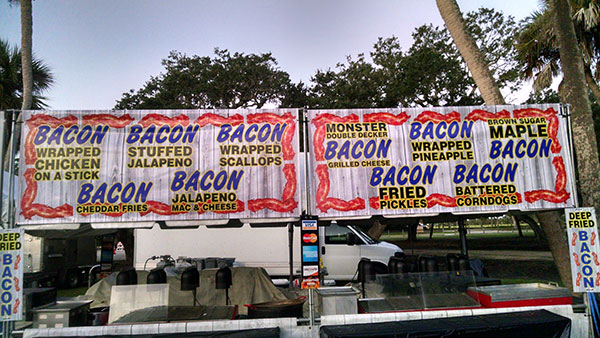 BACON
WRAPPED
CHICKEN
ON A STICK
BACON
STUFFED
JALAPENO
BACON
WRAPPED
SCALLOPS
BACON
CHEDDAR FRIES
BACON
JALAPENO
MAC & CHEESE
MONSTER
DOUBLE DECKER
BACON
GRILLED CHEESE
BACON
WRAPPED
PINEAPPLE
BROWN SUGAR
MAPLE
BACON
BACON
FRIED
PICKLES
BACON
BATTERED
CORNDOGS
DEEP
FRIED
BACON
DEEP
FRIED
BACON
VISA